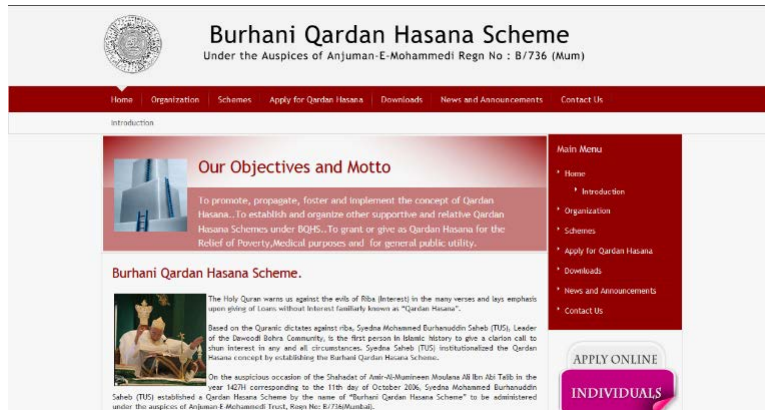 Burhani Qardan Hasana Scheme
Under the Auspices of Anjuman-E-Mohammedi Regn No : B/736 (Mum)
Home Organization Schemes Apply for Qardan Hasana Downloads News and Announcements Contact Us
Introduction
Our Objectives and Motto
To promote, propagate, foster and implement the concept of Qardan
Hasana..To establish and organize other supportive and relative Qardan
Hasana Schemes under BQHS..To grant or give as Qardan Hasana for the
Relief of Poverty,Medical purposes and for general public utility.
Burhani Qardan Hasana Scheme.
The Holy Quran warns us against the evils of Riba (Interest) in the many verses and lays emphasis
upon giving of Loans without Interest familiarly known as "Qardan Hasana".
Based on the Quranic dictates against riba, Syedna Mohammed Burhanuddin Saheb (TUS), Leader
of the Dawoodi Bohra Community, is the first person in Islamic history to give a clarion call to
shun interest in any and all circumstances. Syedna Saheb (TUS) institutionalized the Qardan
Hasana concept by establishing the Burhani Qardan Hasana Scheme.
On the auspicious occasion of the Shahadat of Amir-Al-Mumineen Moulana Ali Ibn Abi Talib in the
year 1427H corresponding to the 11th day of October 2006, Syedna Mohammed Burhanuddin
Saheb (TUS) established a Qardan Hasana Scheme by the name of "Burhani Qardan Hasana Scheme" to be administered
under the auspices of Anjuman-E-Mohammedi Trust, Regn No: B/736(Mumbai).
Main Menu
Home
Introduction
Organization
Schemes
Apply for Qardan Hasana
Downloads
News and Announcements
Contact Us
APPLY ONLINE
INDIVIDUALS